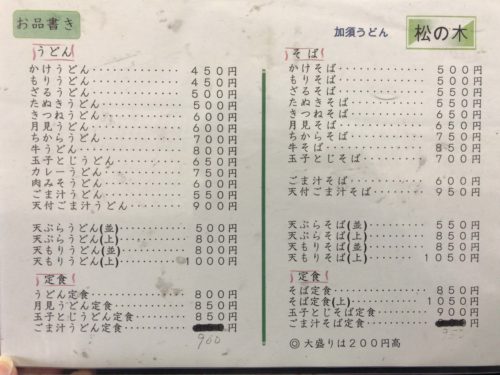 お品書き
うどん
かけうどん・・・・・・・・・・450円
もりうどん・・・・・・・・・・450円
ざるうどん・・・・・・・・・・500円
たぬきうどん・・・・・・・・・500円
きつねうどん・・・・・・・・・600円
月見うどん・・・・・・・・・・600円
ちからうどん・・・・・・・・・700円
牛うどん・・・・・・・・・・・800円
玉子とじうどん・・・・・・・・650円
カレーうどん・・・・・・・・・750円
肉みそうどん・・・・・・・・・650円
ごま汁うどん・・・・・・・・・550円
天付ごま汁うどん・・・・・・・900円
天ぷらうどん(並)・・・・・・・500円
天ぷらうどん(上)・・・・・・・800円
天もりうどん(並)・・・・・・・800円
天もりうどん(上)・・・・・・・1000円
定食
うどん定食・・・・・・・・・・800円
月見うどん定食・・・・・・・・850円
玉子とじうどん定食・・・・・・850円
ごま汁うどん定食・・・・・・・円
900
加須うどん
松の木
そば
かけそば・・・・・・・・・・・500円
もりそば・・・・・・・・・・・500円
ざるそば・・・・・・・・・・・550円
たぬきそば・・・・・・・・・・550円
きつねそば・・・・・・・・・・650円
月見そば・・・・・・・・・・・650円
ちからそば・・・・・・・・・・750円
牛そば・・・・・・・・・・・・850円
玉子とじそば・・・・・・・・・700円
ごま汁そば・・・・・・・・・・600円
天付ごま汁そば・・・・・・・・950円
天ぷらそば(並)・・・・・・・・550円
天ぷらそば(上)・・・・・・・・850円
天もりそば(並)・・・・・・・・850円
天もりそば(上)・・・・・・・・1050円
定食
そば定食・・・・・・・・・・・850円
そば定食(上)・・・・・・・・・1050円
玉子とじそば定食・・・・・・・900円
ごま汁そば定食・・・・・・・・円
◎大盛りは200円高